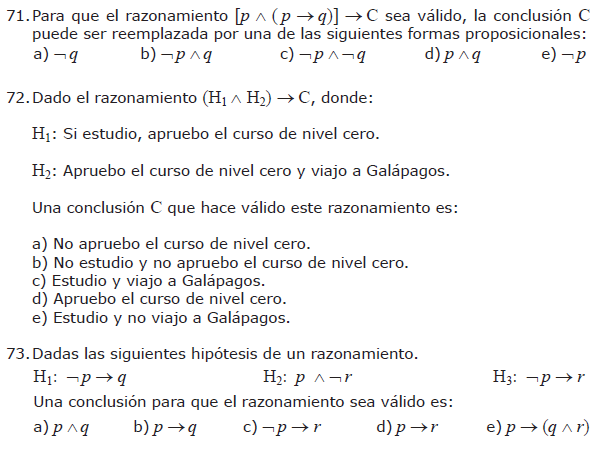 71. Para que el razonamiento [p ∧ ( p → q)] → C sea válido, la conclusión C
puede ser reemplazada por una de las siguientes formas proposicionales:
a) ¬q b) ¬p ∧ q c) ¬p ∧ ¬q d) p ∧ q e) ¬p
72. Dado el razonamiento (H₁ ∧ H₂) → C, donde:
H₁: Si estudio, apruebo el curso de nivel cero.
H₂: Apruebo el curso de nivel cero y viajo a Galápagos.
Una conclusión C que hace válido este razonamiento es:
a) No apruebo el curso de nivel cero.
b) No estudio y no apruebo el curso de nivel cero.
c) Estudio y viajo a Galápagos.
d) Apruebo el curso de nivel cero.
e) Estudio y no viajo a Galápagos.
73. Dadas las siguientes hipótesis de un razonamiento.
H₁: ¬p → q H₂: p ∧ ¬r H₃: ¬p → r
Una conclusión para que el razonamiento sea válido es:
a) p ∧ q b) p → q c) ¬p → r d) p → r e) p → (q ∧ r)